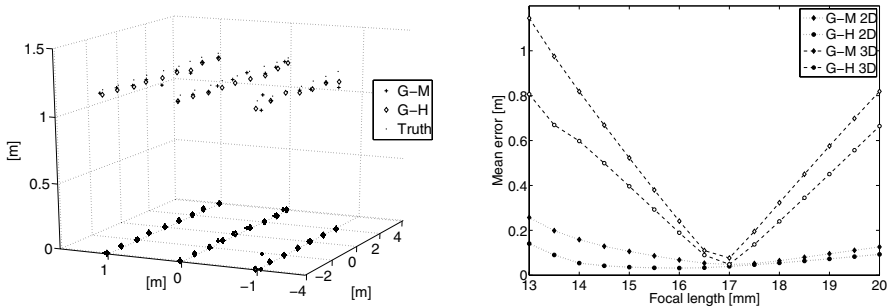 1.5
1
0.5
0
[m]
G−M
G−H
Truth
1
0
−1
[m]
−4
−2
0
2
4
[m]
1
0.8
0.6
0.4
0.2
0
Mean error [m]
G−M 2D
G−H 2D
G−M 3D
G−H 3D
13 14 15 16 17 18 19 20
Focal length [mm]